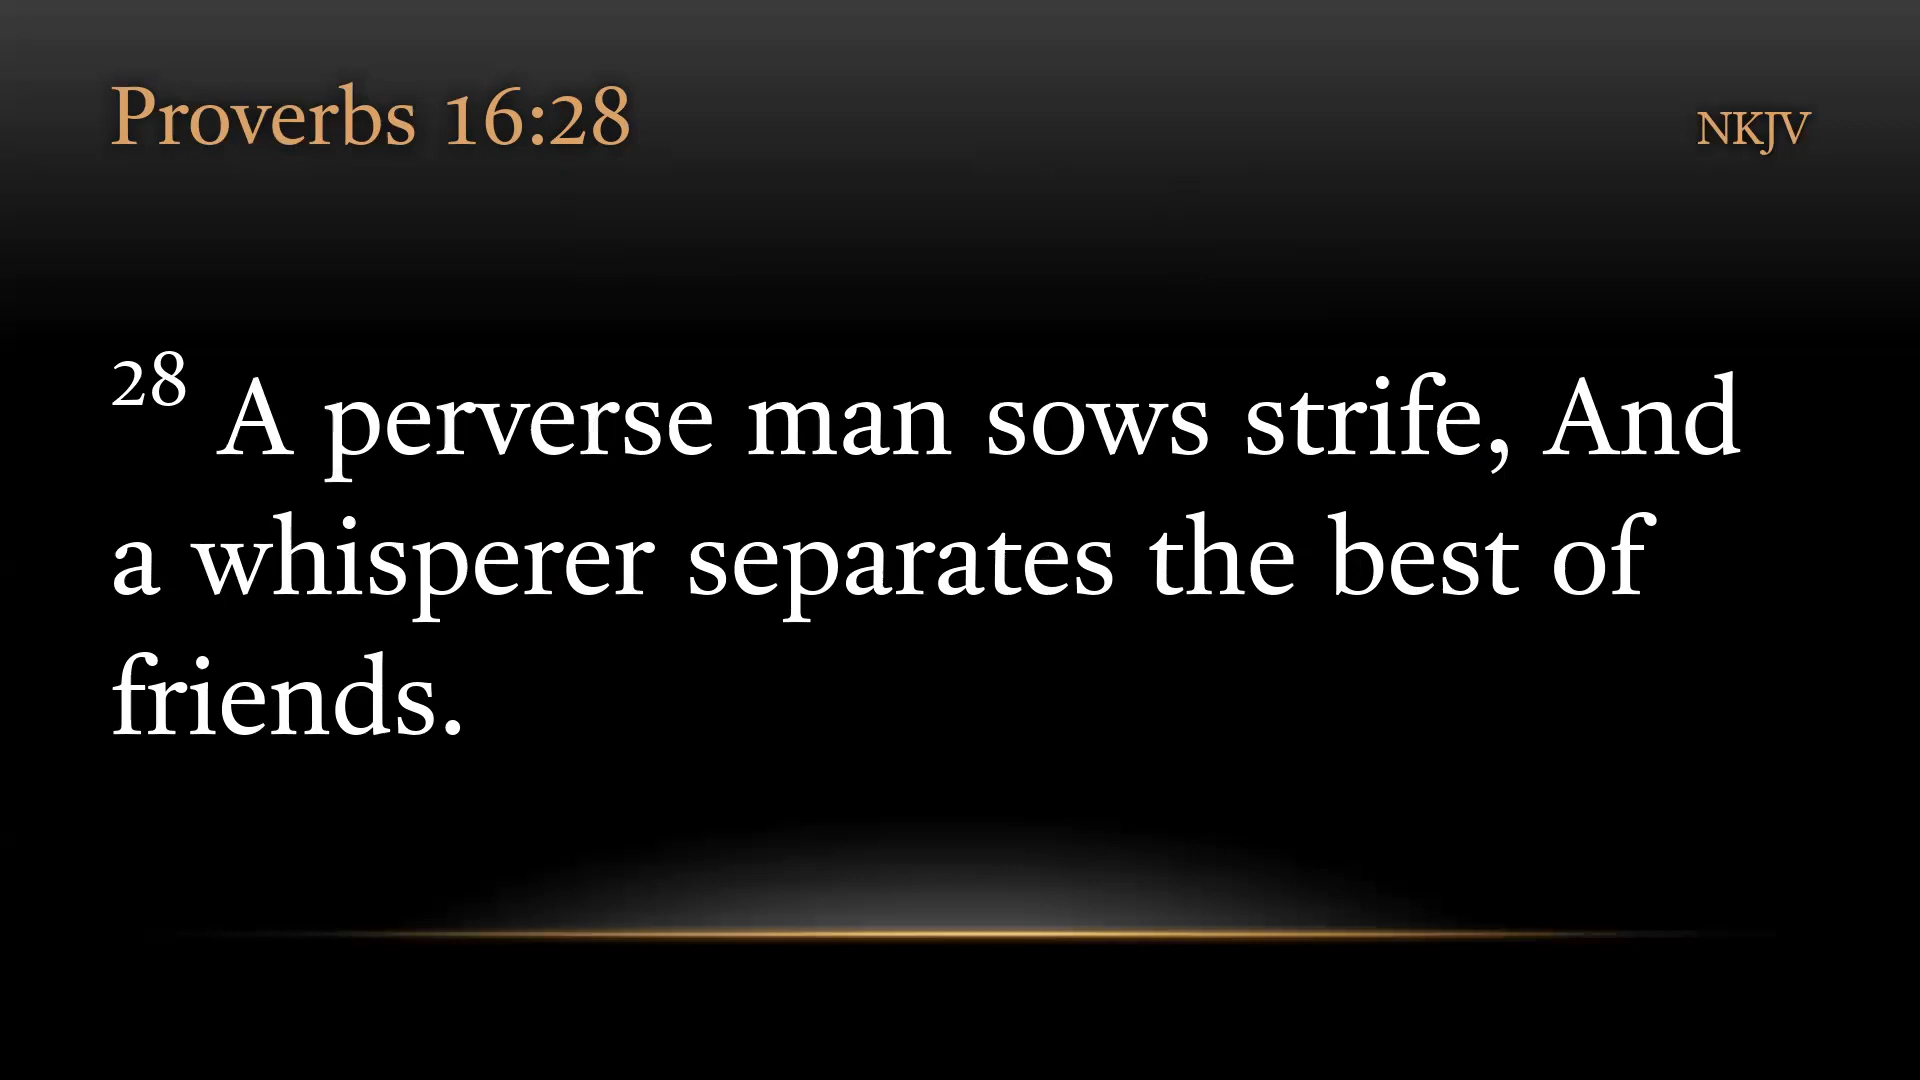 Proverbs 16:28
NKJV
28 A perverse man sows strife, And
a whisperer separates the best of
friends.